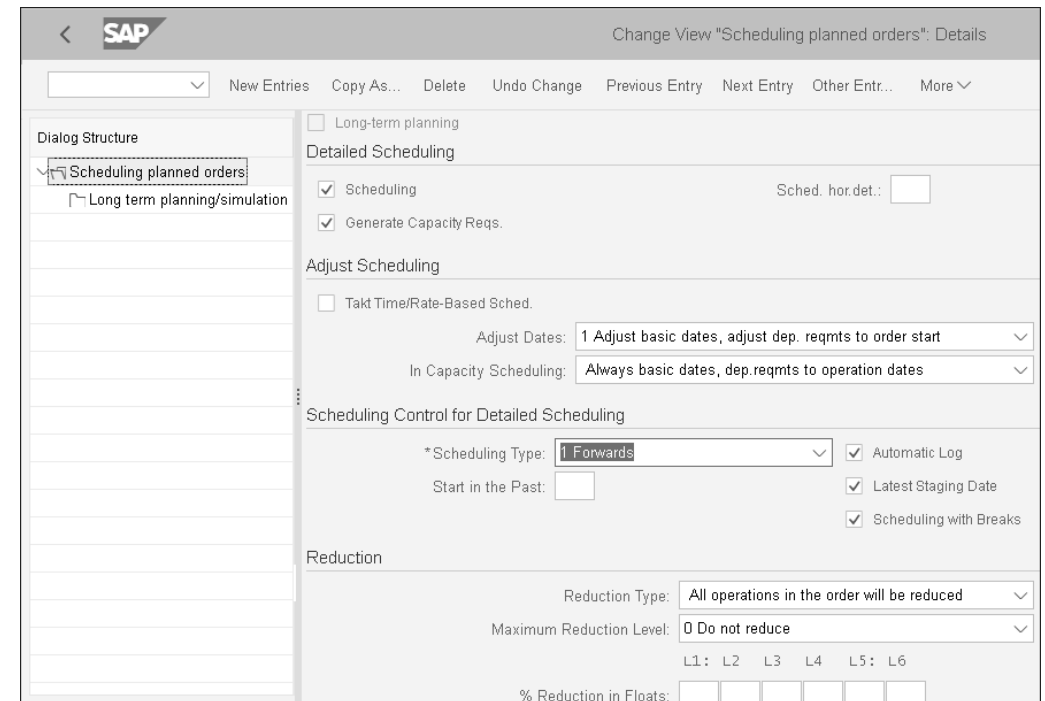 SAP
Change View "Scheduling planned orders": Details
New Entries Copy As... Delete Undo Change Previous Entry Next Entry Other Entr... More
Dialog Structure
Scheduling planned orders
Long term planning/simulation
Long-term planning
Detailed Scheduling
Scheduling Sched. hor.det.:
Generate Capacity Reqs.
Adjust Scheduling
Takt Time/Rate-Based Sched.
Adjust Dates: 1 Adjust basic dates, adjust dep. reqmts to order start
In Capacity Scheduling: Always basic dates, dep.reqmts to operation dates
Scheduling Control for Detailed Scheduling
*Scheduling Type: 1 Forwards Automatic Log
Start in the Past: Latest Staging Date
Scheduling with Breaks
Reduction
Reduction Type: All operations in the order will be reduced
Maximum Reduction Level: 0 Do not reduce
L1: L2 L3 L4 L5: L6
% Reduction in Floats: